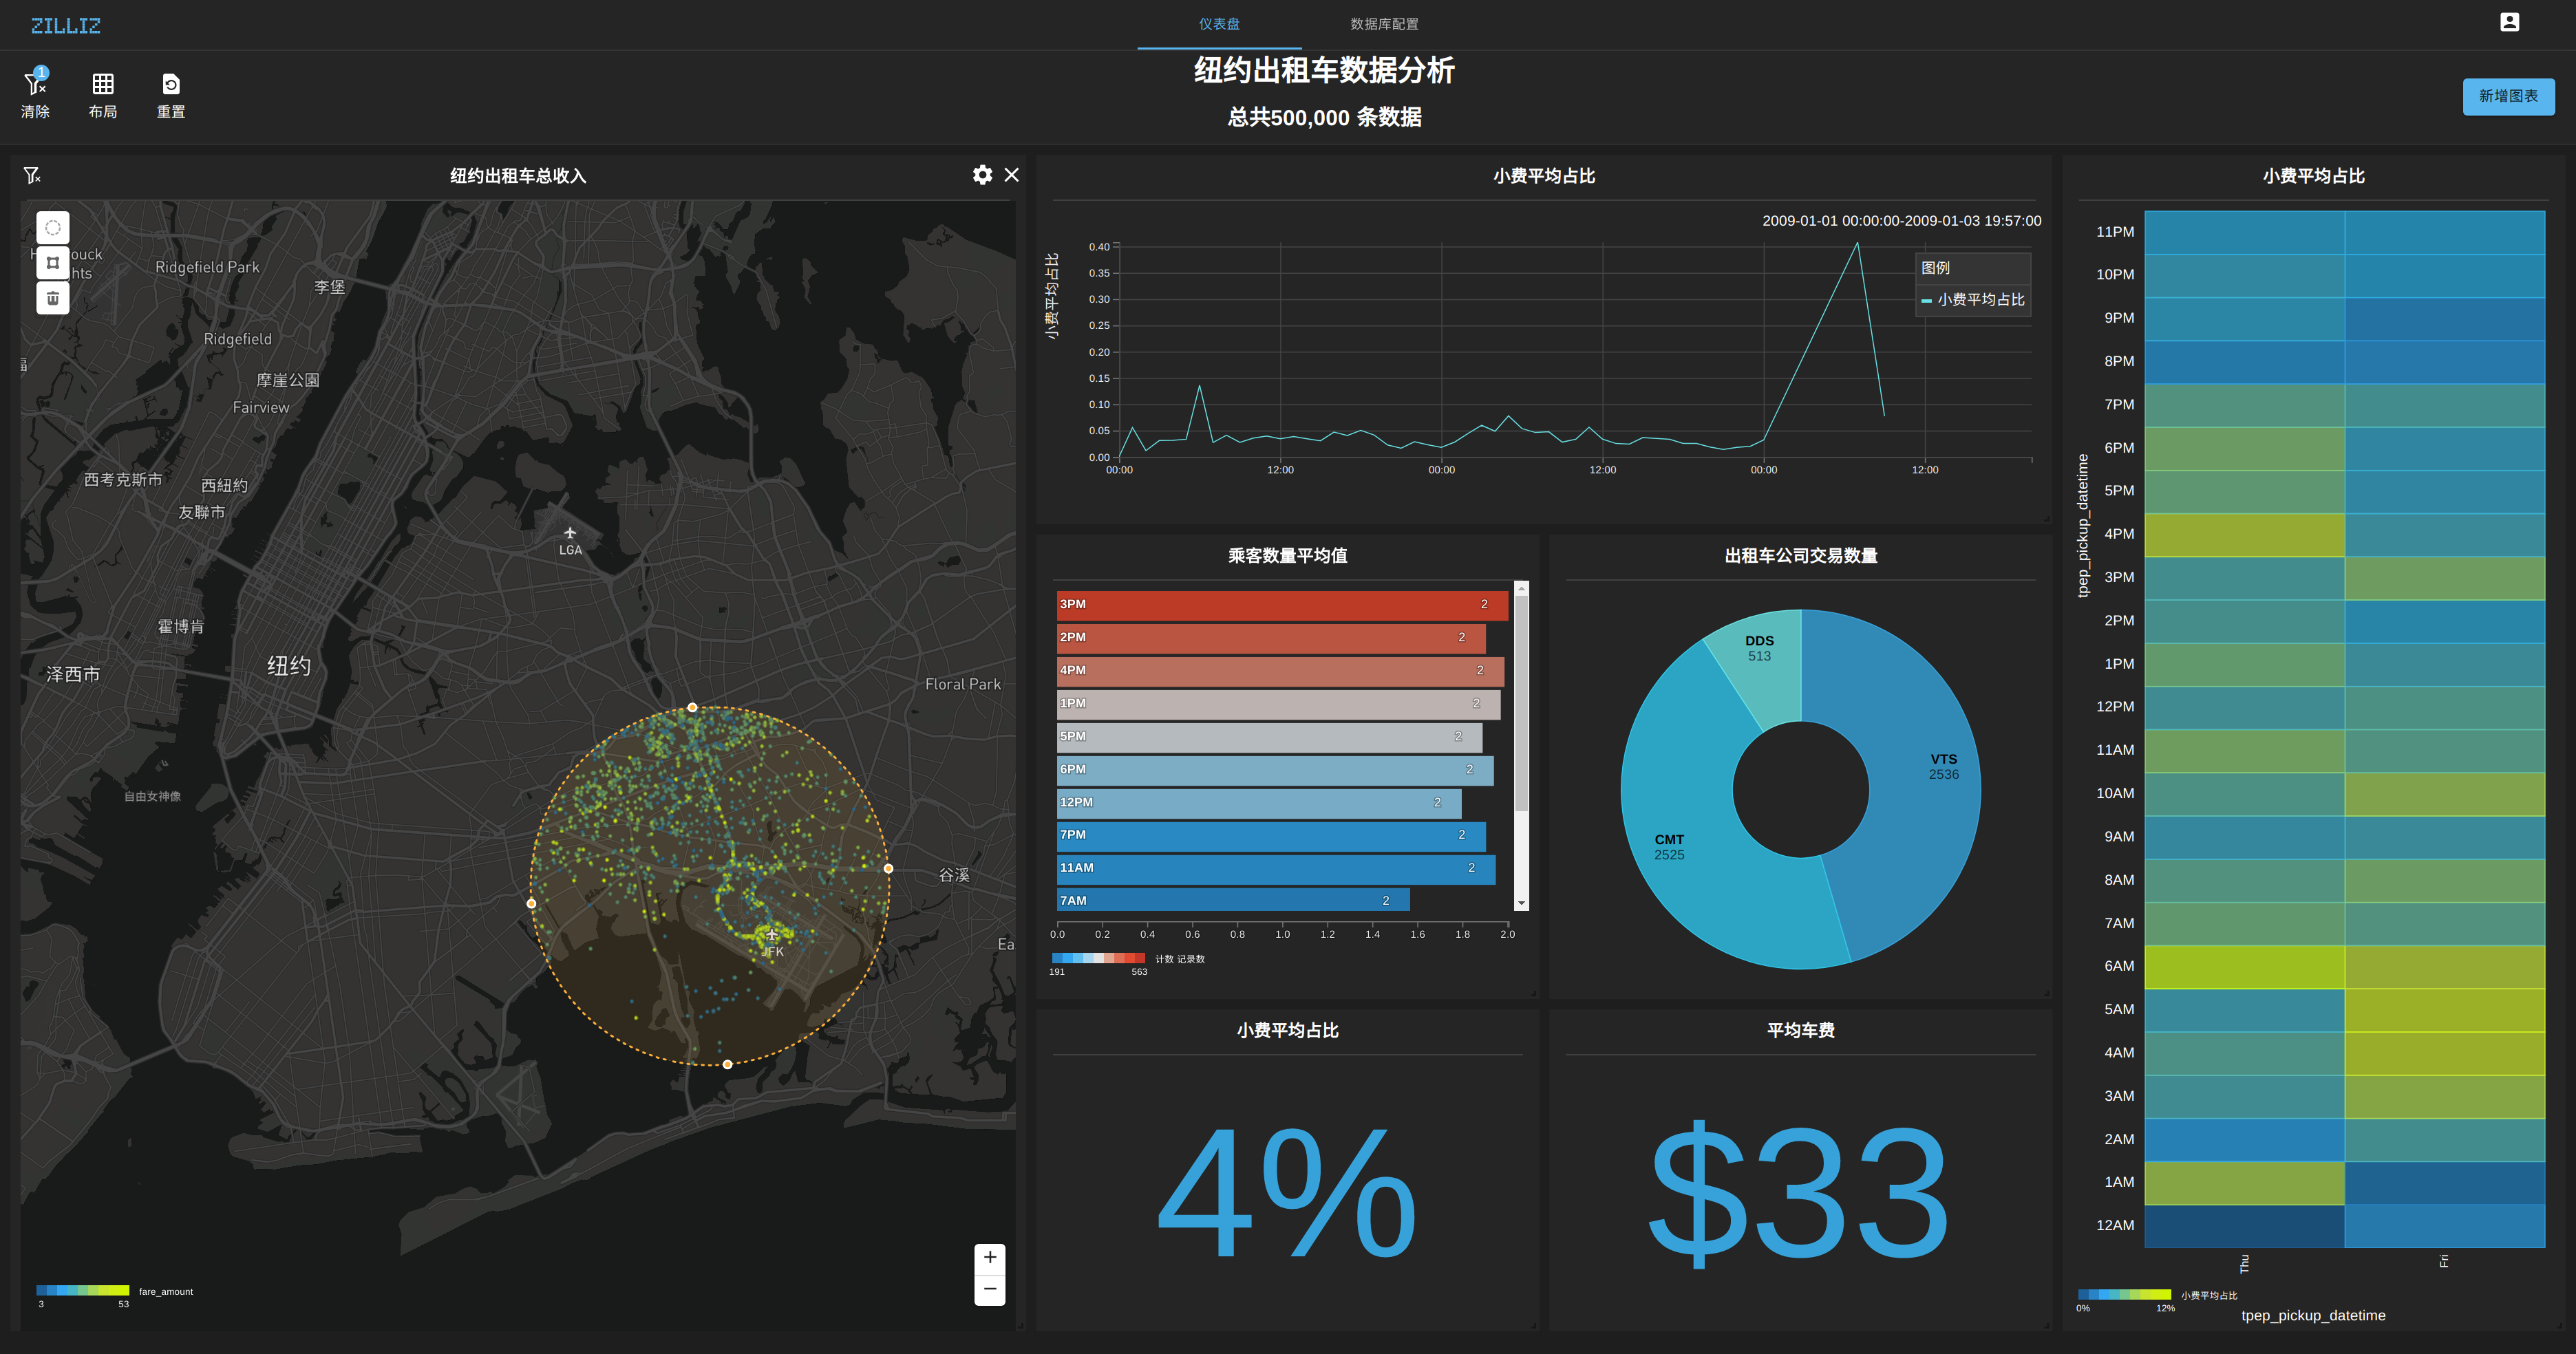 ZILLIZ
仪表盘
数据库配置
1
清除
布局
重置
纽约出租车数据分析
总共500,000 条数据
新增图表
纽约出租车总收入
ouck
hts
Ridgefield Park
李堡
Ridgefield
摩崖公園
Fairview
西考克斯市
西紐約
友聯市
LGA
霍博肯
泽西市
纽约
Floral Park
自由女神像
谷溪
JFK
Ea
+
−
fare_amount
3
53
小费平均占比
2009-01-01 00:00:00-2009-01-03 19:57:00
小费平均占比
0.40
0.35
0.30
0.25
0.20
0.15
0.10
0.05
0.00
00:00
12:00
00:00
12:00
00:00
12:00
图例
小费平均占比
乘客数量平均值
3PM 2
2PM 2
4PM 2
1PM 2
5PM 2
6PM 2
12PM 2
7PM 2
11AM 2
7AM 2
0.0 0.2 0.4 0.6 0.8 1.0 1.2 1.4 1.6 1.8 2.0
计数 记录数
191
563
出租车公司交易数量
DDS
513
VTS
2536
CMT
2525
小费平均占比
4%
平均车费
$33
小费平均占比
tpep_pickup_datetime
11PM
10PM
9PM
8PM
7PM
6PM
5PM
4PM
3PM
2PM
1PM
12PM
11AM
10AM
9AM
8AM
7AM
6AM
5AM
4AM
3AM
2AM
1AM
12AM
Thu
Fri
小费平均占比
0%
12%
tpep_pickup_datetime